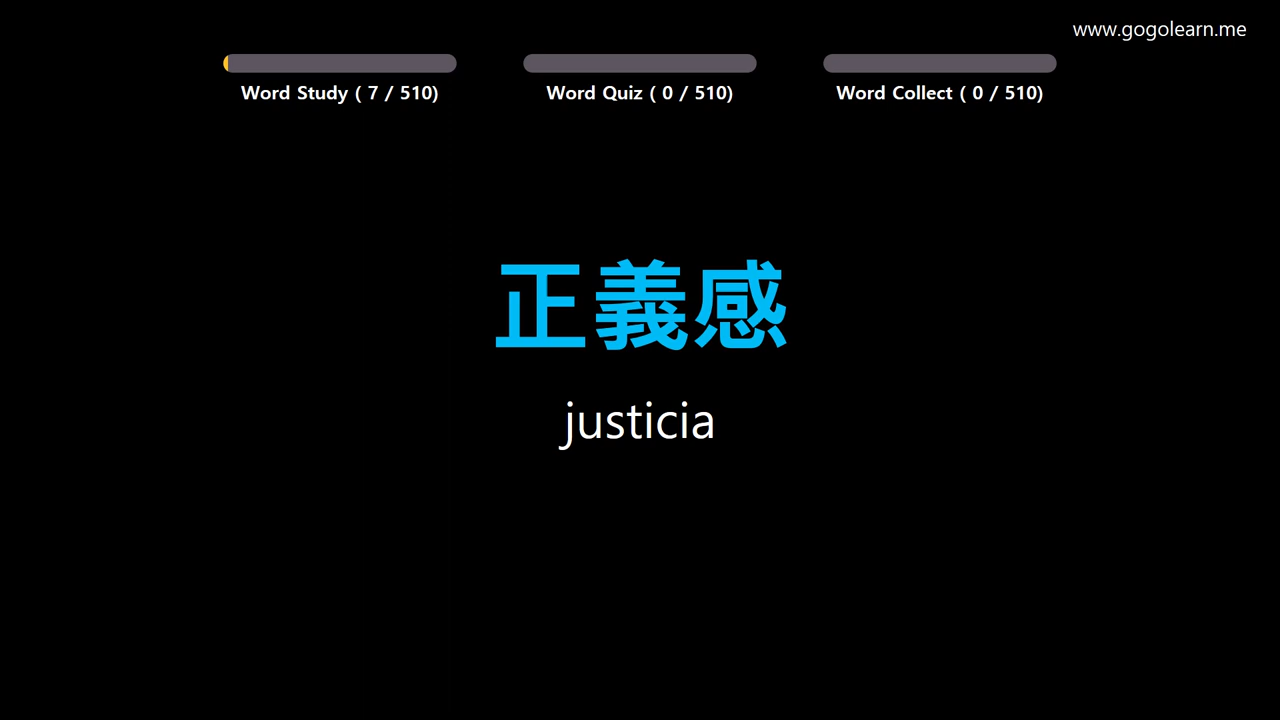 www.gogolearn.me
Word Study ( 7 / 510)
Word Quiz ( 0 / 510)
Word Collect ( 0 / 510)
正義感
justicia